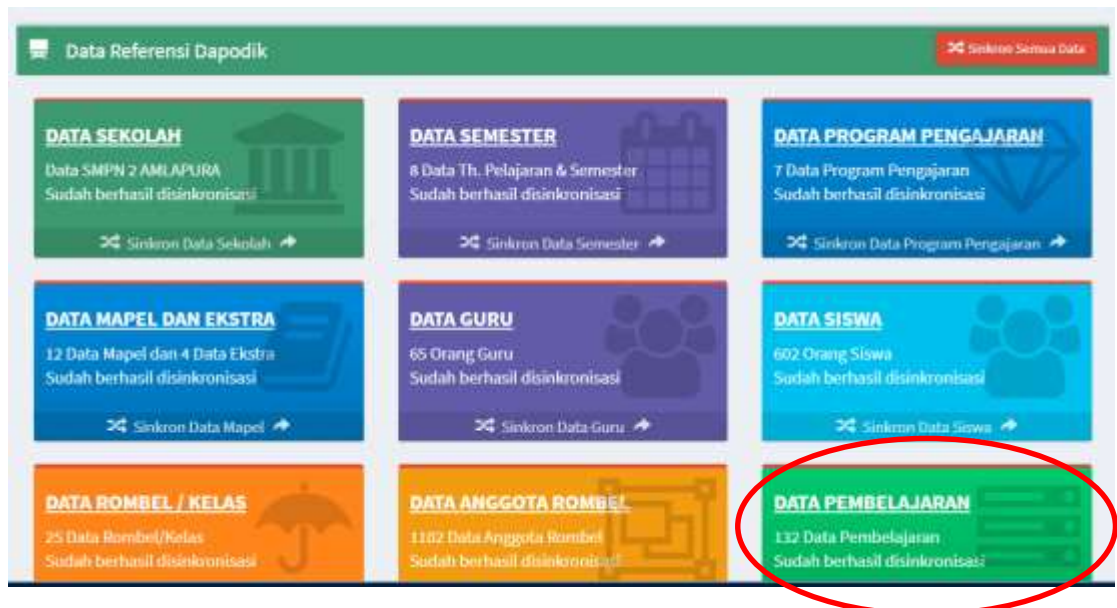 Data Referensi Dapodik
Sinkron Semua Data
DATA SEKOLAH
Data SMPN 2 AMLAPURA
Sudah berhasil disinkronisasi
Sinkron Data Sekolah
DATA SEMESTER
8 Data Th. Pelajaran & Semester
Sudah berhasil disinkronisasi
Sinkron Data Semester
DATA PROGRAM PENGAJARAN
7 Data Program Pengajaran
Sudah berhasil disinkronisasi
Sinkron Data Program Pengajaran
DATA MAPEL DAN EKSTRA
12 Data Mapel dan 4 Data Ekstra
Sudah berhasil disinkronisasi
Sinkron Data Mapel
DATA GURU
65 Orang Guru
Sudah berhasil disinkronisasi
Sinkron Data Guru
DATA SISWA
602 Orang Siswa
Sudah berhasil disinkronisasi
Sinkron Data Siswa
DATA ROMBEL / KELAS
25 Data Rombel/Kelas
Sudah berhasil disinkronisasi
DATA ANGGOTA ROMBEL
1102 Data Anggota Rombel
Sudah berhasil disinkronisasi
DATA PEMBELAJARAN
132 Data Pembelajaran
Sudah berhasil disinkronisasi